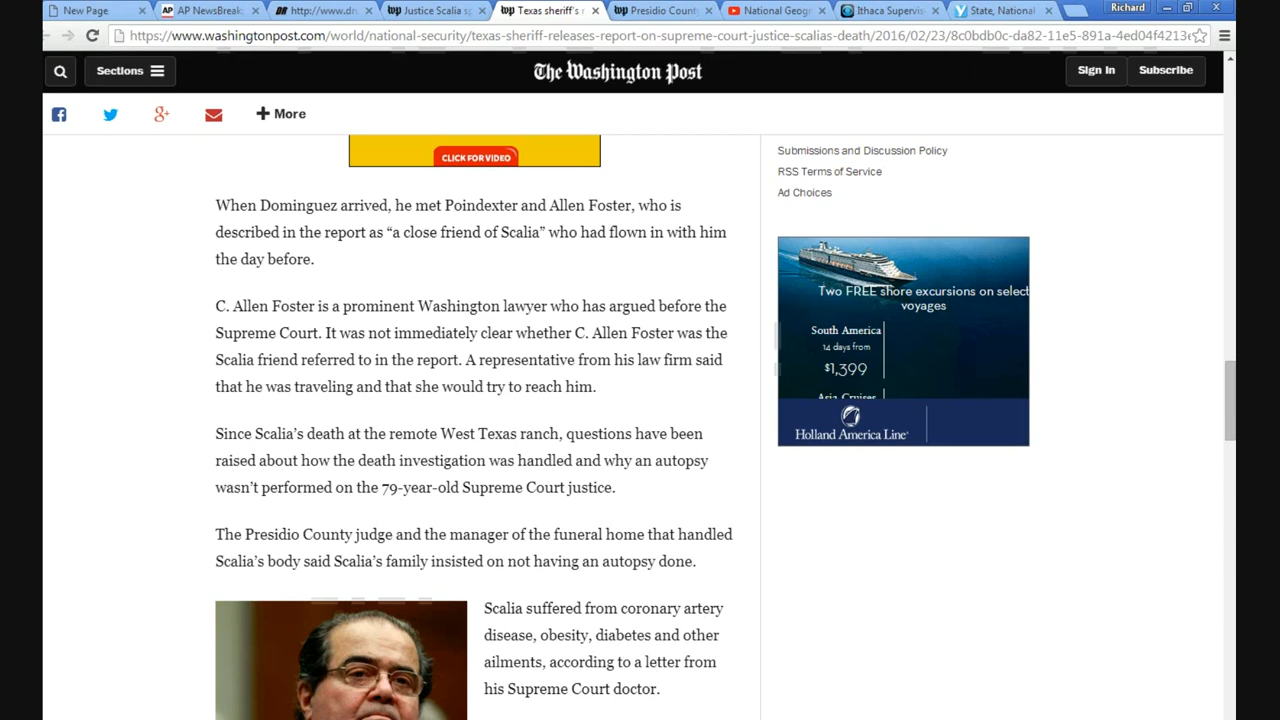 New Page
AP NewsBreak
http://www.dru
Justice Scalia s
Texas sheriff's r
Presidio County
National Geog
Ithaca Supervis
State, National
Richard
https://www.washingtonpost.com/world/national-security/texas-sheriff-releases-report-on-supreme-court-justice-scalias-death/2016/02/23/8c0bdb0c-da82-11e5-891a-4ed04f4213e
Sections
The Washington Post
Sign In
Subscribe
More
CLICK FOR VIDEO
When Dominguez arrived, he met Poindexter and Allen Foster, who is
described in the report as “a close friend of Scalia” who had flown in with him
the day before.
C. Allen Foster is a prominent Washington lawyer who has argued before the
Supreme Court. It was not immediately clear whether C. Allen Foster was the
Scalia friend referred to in the report. A representative from his law firm said
that he was traveling and that she would try to reach him.
Since Scalia’s death at the remote West Texas ranch, questions have been
raised about how the death investigation was handled and why an autopsy
wasn’t performed on the 79-year-old Supreme Court justice.
The Presidio County judge and the manager of the funeral home that handled
Scalia’s body said Scalia’s family insisted on not having an autopsy done.
Scalia suffered from coronary artery
disease, obesity, diabetes and other
ailments, according to a letter from
his Supreme Court doctor.
Submissions and Discussion Policy
RSS Terms of Service
Ad Choices
Two FREE shore excursions on select
voyages
South America
14 days from
$1,399
Asia Cruises
Holland America Line